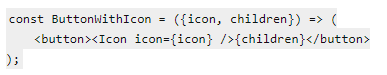 const ButtonWithIcon = ({icon, children}) => (
    <button><Icon icon={icon} />{children}</button>
);